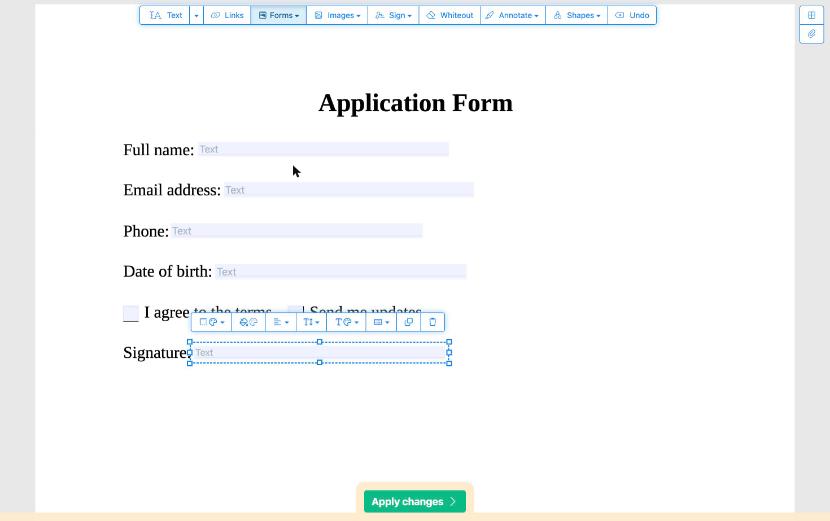 Text Links Forms Images Sign Whiteout Annotate Shapes Undo
Application Form
Full name: Text
Email address: Text
Phone: Text
Date of birth: Text
I agree to the terms Send me updates
Signature: Text
Apply changes